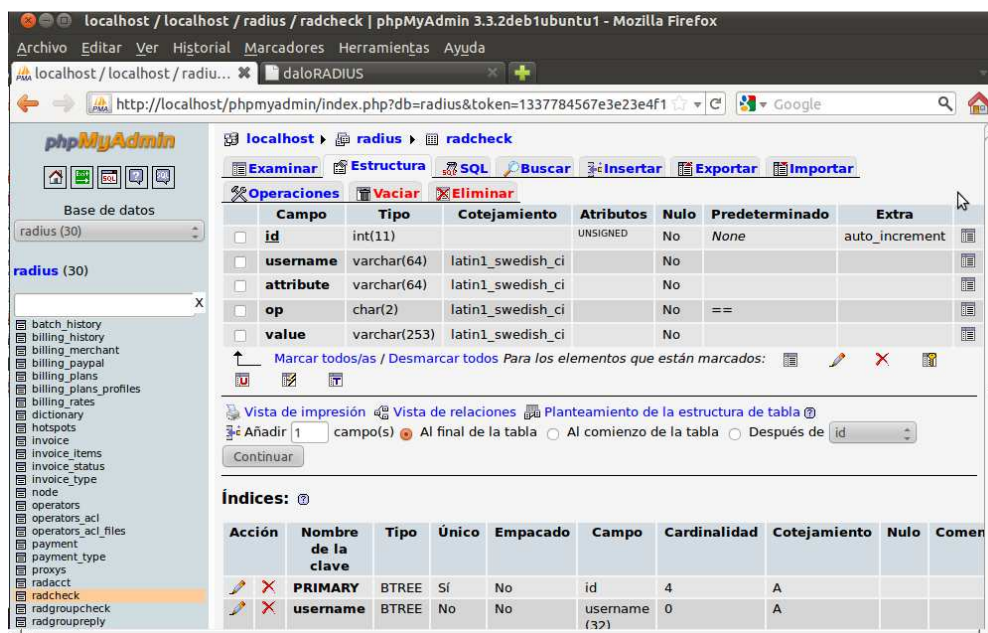 localhost / localhost / radius / radcheck | phpMyAdmin 3.3.2deb1ubuntu1 - Mozilla Firefox
Archivo Editar Ver Historial Marcadores Herramientas Ayuda
localhost / localhost / radiu... daloRADIUS
http://localhost/phpmyadmin/index.php?db=radius&token=1337784567e3e23e4f1 Google
phpMyAdmin
Base de datos
radius (30)
radius (30)
X
batch_history
billing_history
billing_merchant
billing_paypal
billing_plans
billing_plans_profiles
billing_rates
dictionary
hotspots
invoice
invoice_items
invoice_status
invoice_type
node
operators
operators_acl
operators_acl_files
payment
payment_type
proxys
radacct
radcheck
radgroupcheck
radgroupreply
localhost radius radcheck
Examinar Estructura SQL Buscar Insertar Exportar Importar
Operaciones Vaciar Eliminar
Campo Tipo Cotejamiento Atributos Nulo Predeterminado Extra
id int(11) UNSIGNED No None auto_increment
username varchar(64) latin1_swedish_ci No
attribute varchar(64) latin1_swedish_ci No
op char(2) latin1_swedish_ci No ==
value varchar(253) latin1_swedish_ci No
Marcar todos/as / Desmarcar todos Para los elementos que están marcados:
Vista de impresión Vista de relaciones Planteamiento de la estructura de tabla
Añadir 1 campo(s) Al final de la tabla Al comienzo de la tabla Después de id
Continuar
Índices:
Acción Nombre de la clave Tipo Único Empacado Campo Cardinalidad Cotejamiento Nulo Comen
PRIMARY BTREE Sí No id 4 A
username BTREE No No username (32) 0 A